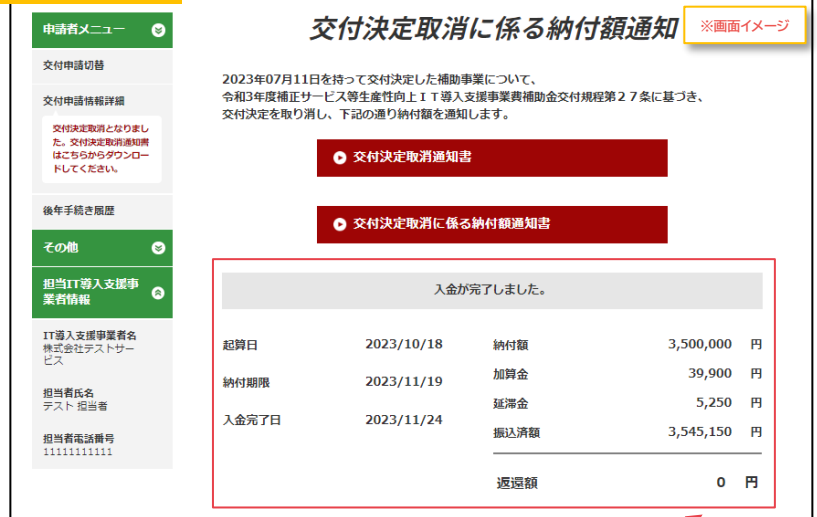 申請者メニュー
交付申請切替
交付申請情報詳細
交付決定取消となりまし
た。交付決定取消通知書
はこちらからダウンロー
ドしてください。
後年手続き履歴
その他
担当IT導入支援事
業者情報
IT導入支援事業者名
株式会社テストサー
ビス
担当者氏名
テスト 担当者
担当者電話番号
11111111111
交付決定取消に係る納付額通知
※画面イメージ
2023年07月11日を持って交付決定した補助事業について、
令和3年度補正サービス等生産性向上IT導入支援事業費補助金交付規程第27条に基づき、
交付決定を取り消し、下記の通り納付額を通知します。
交付決定取消通知書
交付決定取消に係る納付額通知書
入金が完了しました。
起算日 2023/10/18
納付期限 2023/11/19
入金完了日 2023/11/24
納付額 3,500,000 円
加算金 39,900 円
延滞金 5,250 円
振込済額 3,545,150 円
返還額 0 円